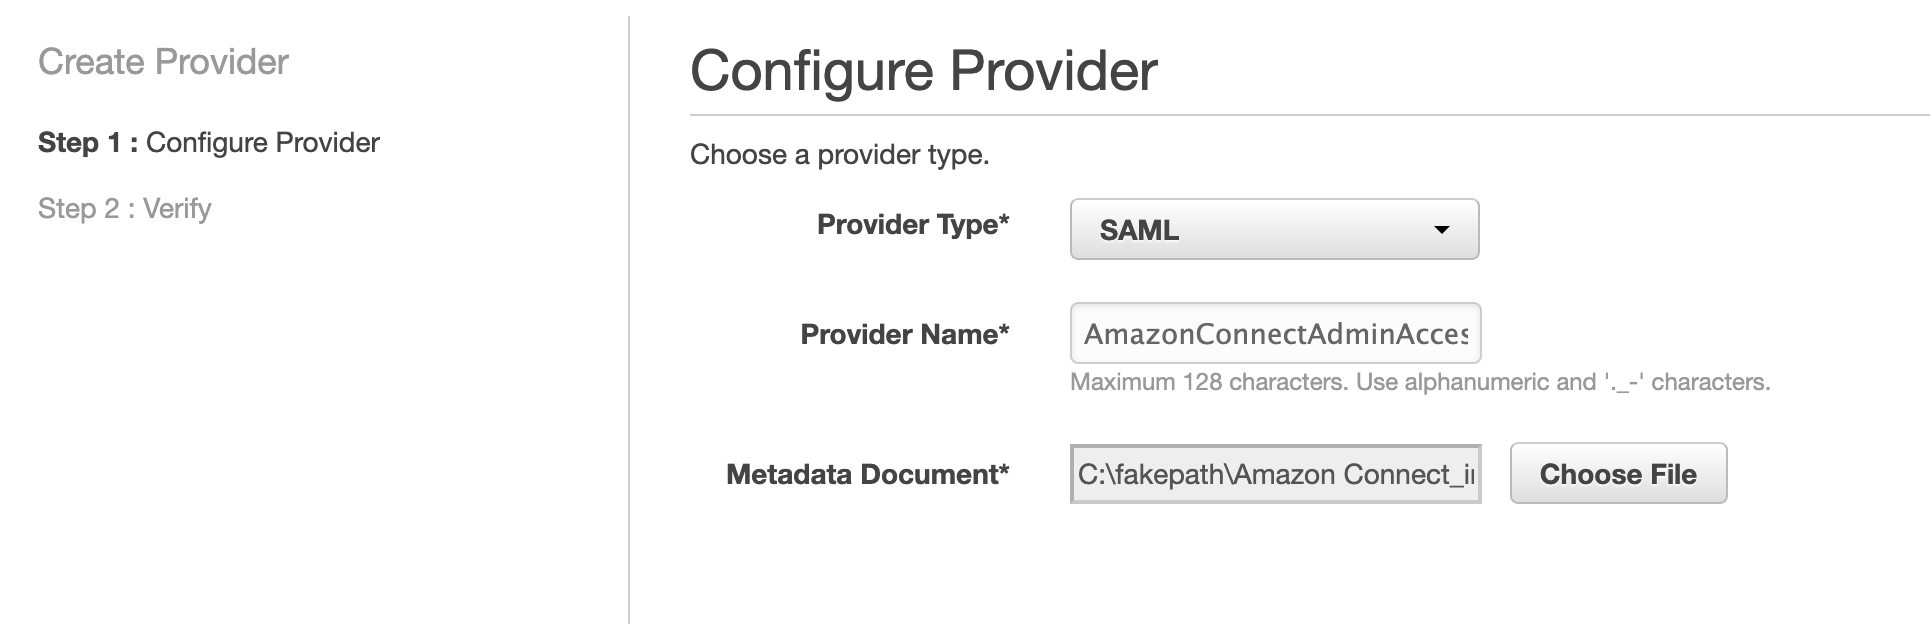 Create Provider
Step 1 : Configure Provider
Step 2 : Verify
Configure Provider
Choose a provider type.
Provider Type*
SAML
Provider Name*
AmazonConnectAdminAcces
Maximum 128 characters. Use alphanumeric and '._-' characters.
Metadata Document*
C:\fakepath\Amazon Connect_i
Choose File